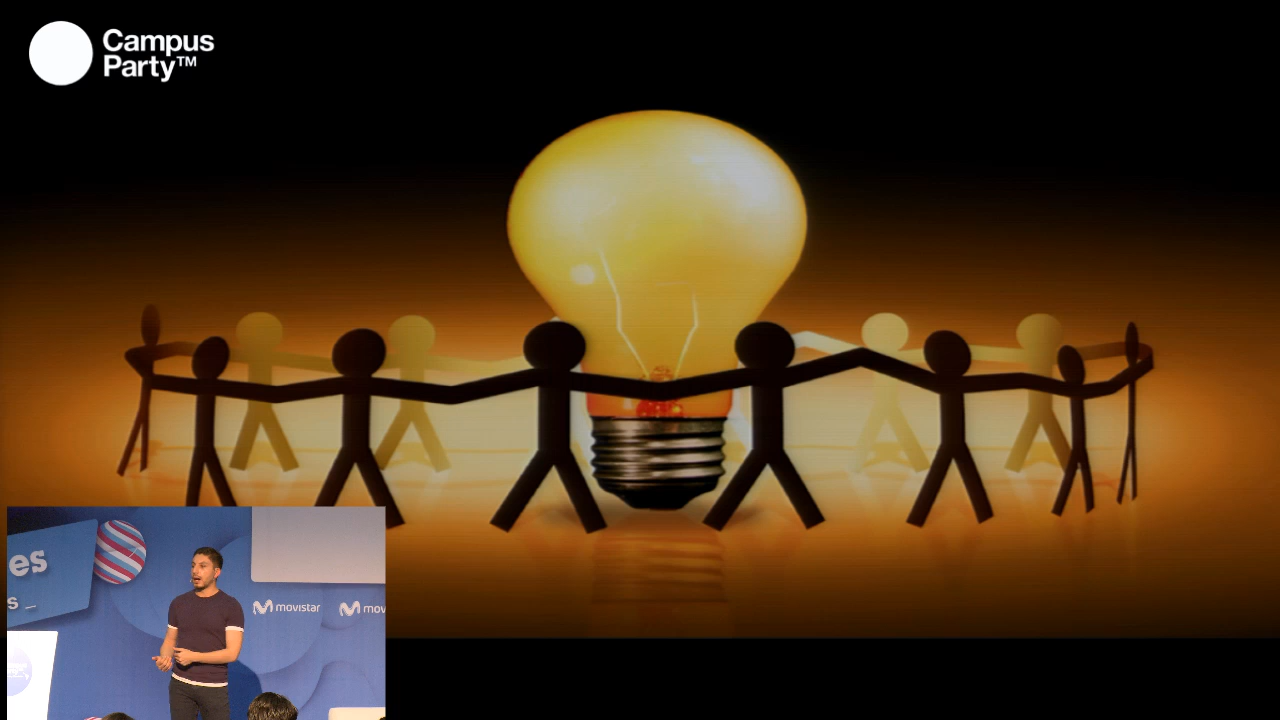 Campus
Party™
es
s _
movistar
mov